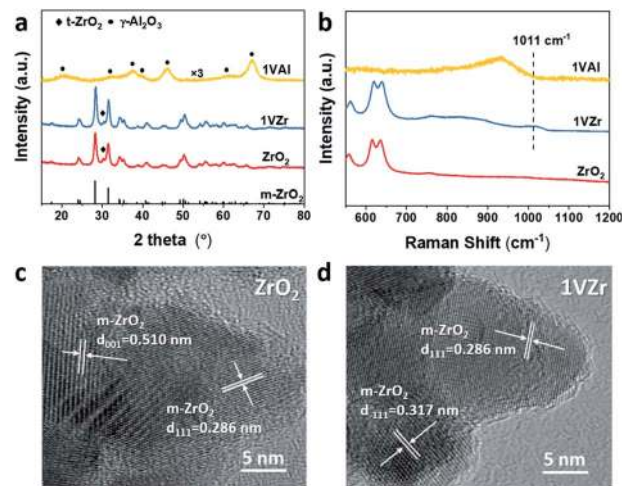 a
◆ t-ZrO₂ • γ-Al₂O₃
1VAl
×3
1VZr
ZrO₂
m-ZrO₂
Intensity (a.u.)
20 30 40 50 60 70 80
2 theta (°)
b
1011 cm⁻¹
1VAl
1VZr
ZrO₂
Intensity (a.u.)
600 700 800 900 1000 1100 1200
Raman Shift (cm⁻¹)
c
ZrO₂
m-ZrO₂
d₀₀₁=0.510 nm
m-ZrO₂
d₁₁₁=0.286 nm
5 nm
d
1VZr
m-ZrO₂
d₁₁₁=0.286 nm
m-ZrO₂
d₋₁₁₁=0.317 nm
5 nm